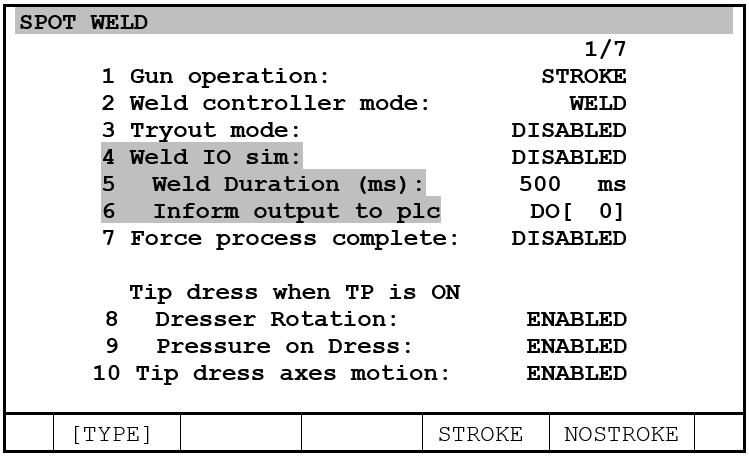 SPOT WELD
1/7
1 Gun operation: STROKE
2 Weld controller mode: WELD
3 Tryout mode: DISABLED
4 Weld IO sim: DISABLED
5 Weld Duration (ms): 500 ms
6 Inform output to plc DO[ 0]
7 Force process complete: DISABLED
Tip dress when TP is ON
8 Dresser Rotation: ENABLED
9 Pressure on Dress: ENABLED
10 Tip dress axes motion: ENABLED
[TYPE] STROKE NOSTROKE